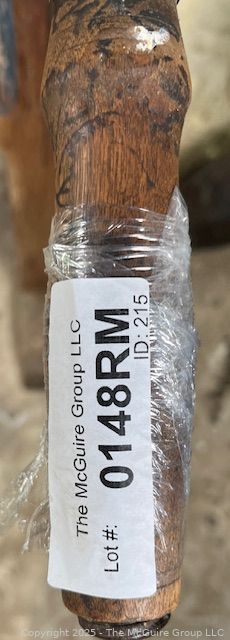 The McGuire Group LLC
Lot #: 0148RM
ID: 215
Copyright 2025 - The McGuire Group LLC